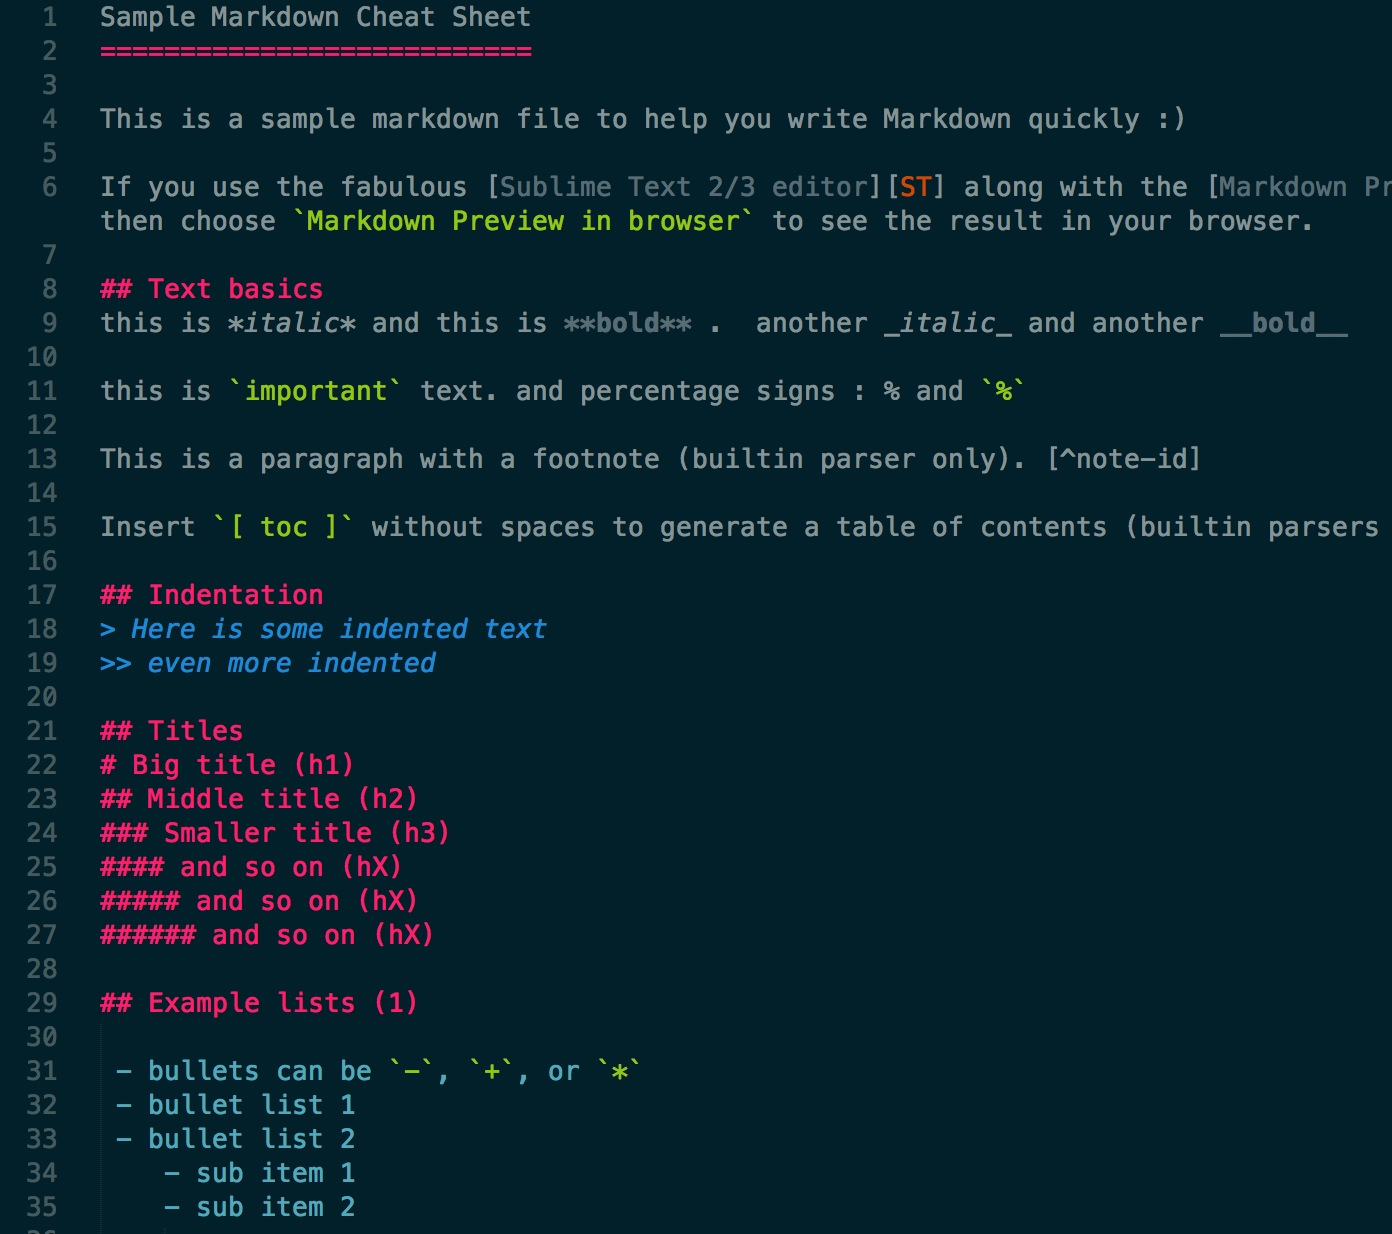 1 Sample Markdown Cheat Sheet
2 ===========================
3
4 This is a sample markdown file to help you write Markdown quickly :)
5
6 If you use the fabulous [Sublime Text 2/3 editor][ST] along with the [Markdown Pr
then choose `Markdown Preview in browser` to see the result in your browser.
7
8 ## Text basics
9 this is *italic* and this is **bold** .  another _italic_ and another __bold__
10
11 this is `important` text. and percentage signs : % and `%`
12
13 This is a paragraph with a footnote (builtin parser only). [^note-id]
14
15 Insert `[ toc ]` without spaces to generate a table of contents (builtin parsers
16
17 ## Indentation
18 > Here is some indented text
19 >> even more indented
20
21 ## Titles
22 # Big title (h1)
23 ## Middle title (h2)
24 ### Smaller title (h3)
25 #### and so on (hX)
26 ##### and so on (hX)
27 ###### and so on (hX)
28
29 ## Example lists (1)
30
31  - bullets can be `-`, `+`, or `*`
32  - bullet list 1
33  - bullet list 2
34     - sub item 1
35     - sub item 2